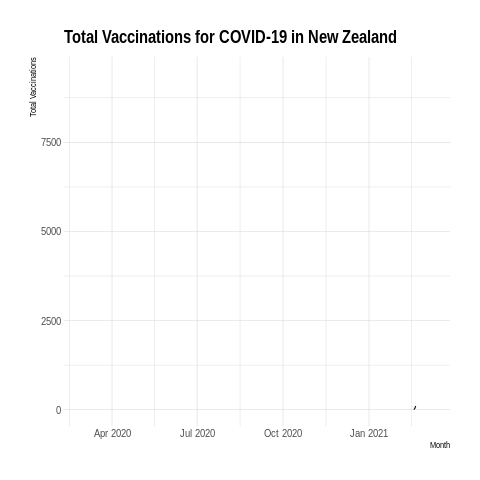 Total Vaccinations for COVID-19 in New Zealand
Total Vaccinations
7500
5000
2500
0
Apr 2020 Jul 2020 Oct 2020 Jan 2021
Month